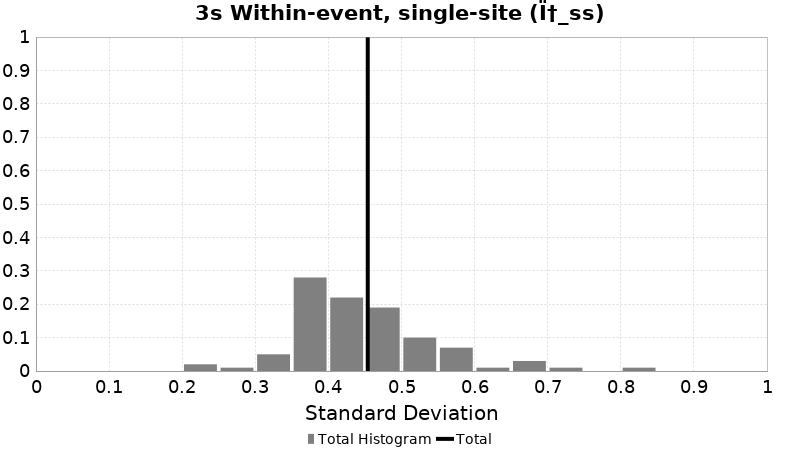 3s Within-event, single-site (Ï†_ss)
1
0.9
0.8
0.7
0.6
0.5
0.4
0.3
0.2
0.1
0
0 0.1 0.2 0.3 0.4 0.5 0.6 0.7 0.8 0.9 1
Standard Deviation
Total Histogram Total